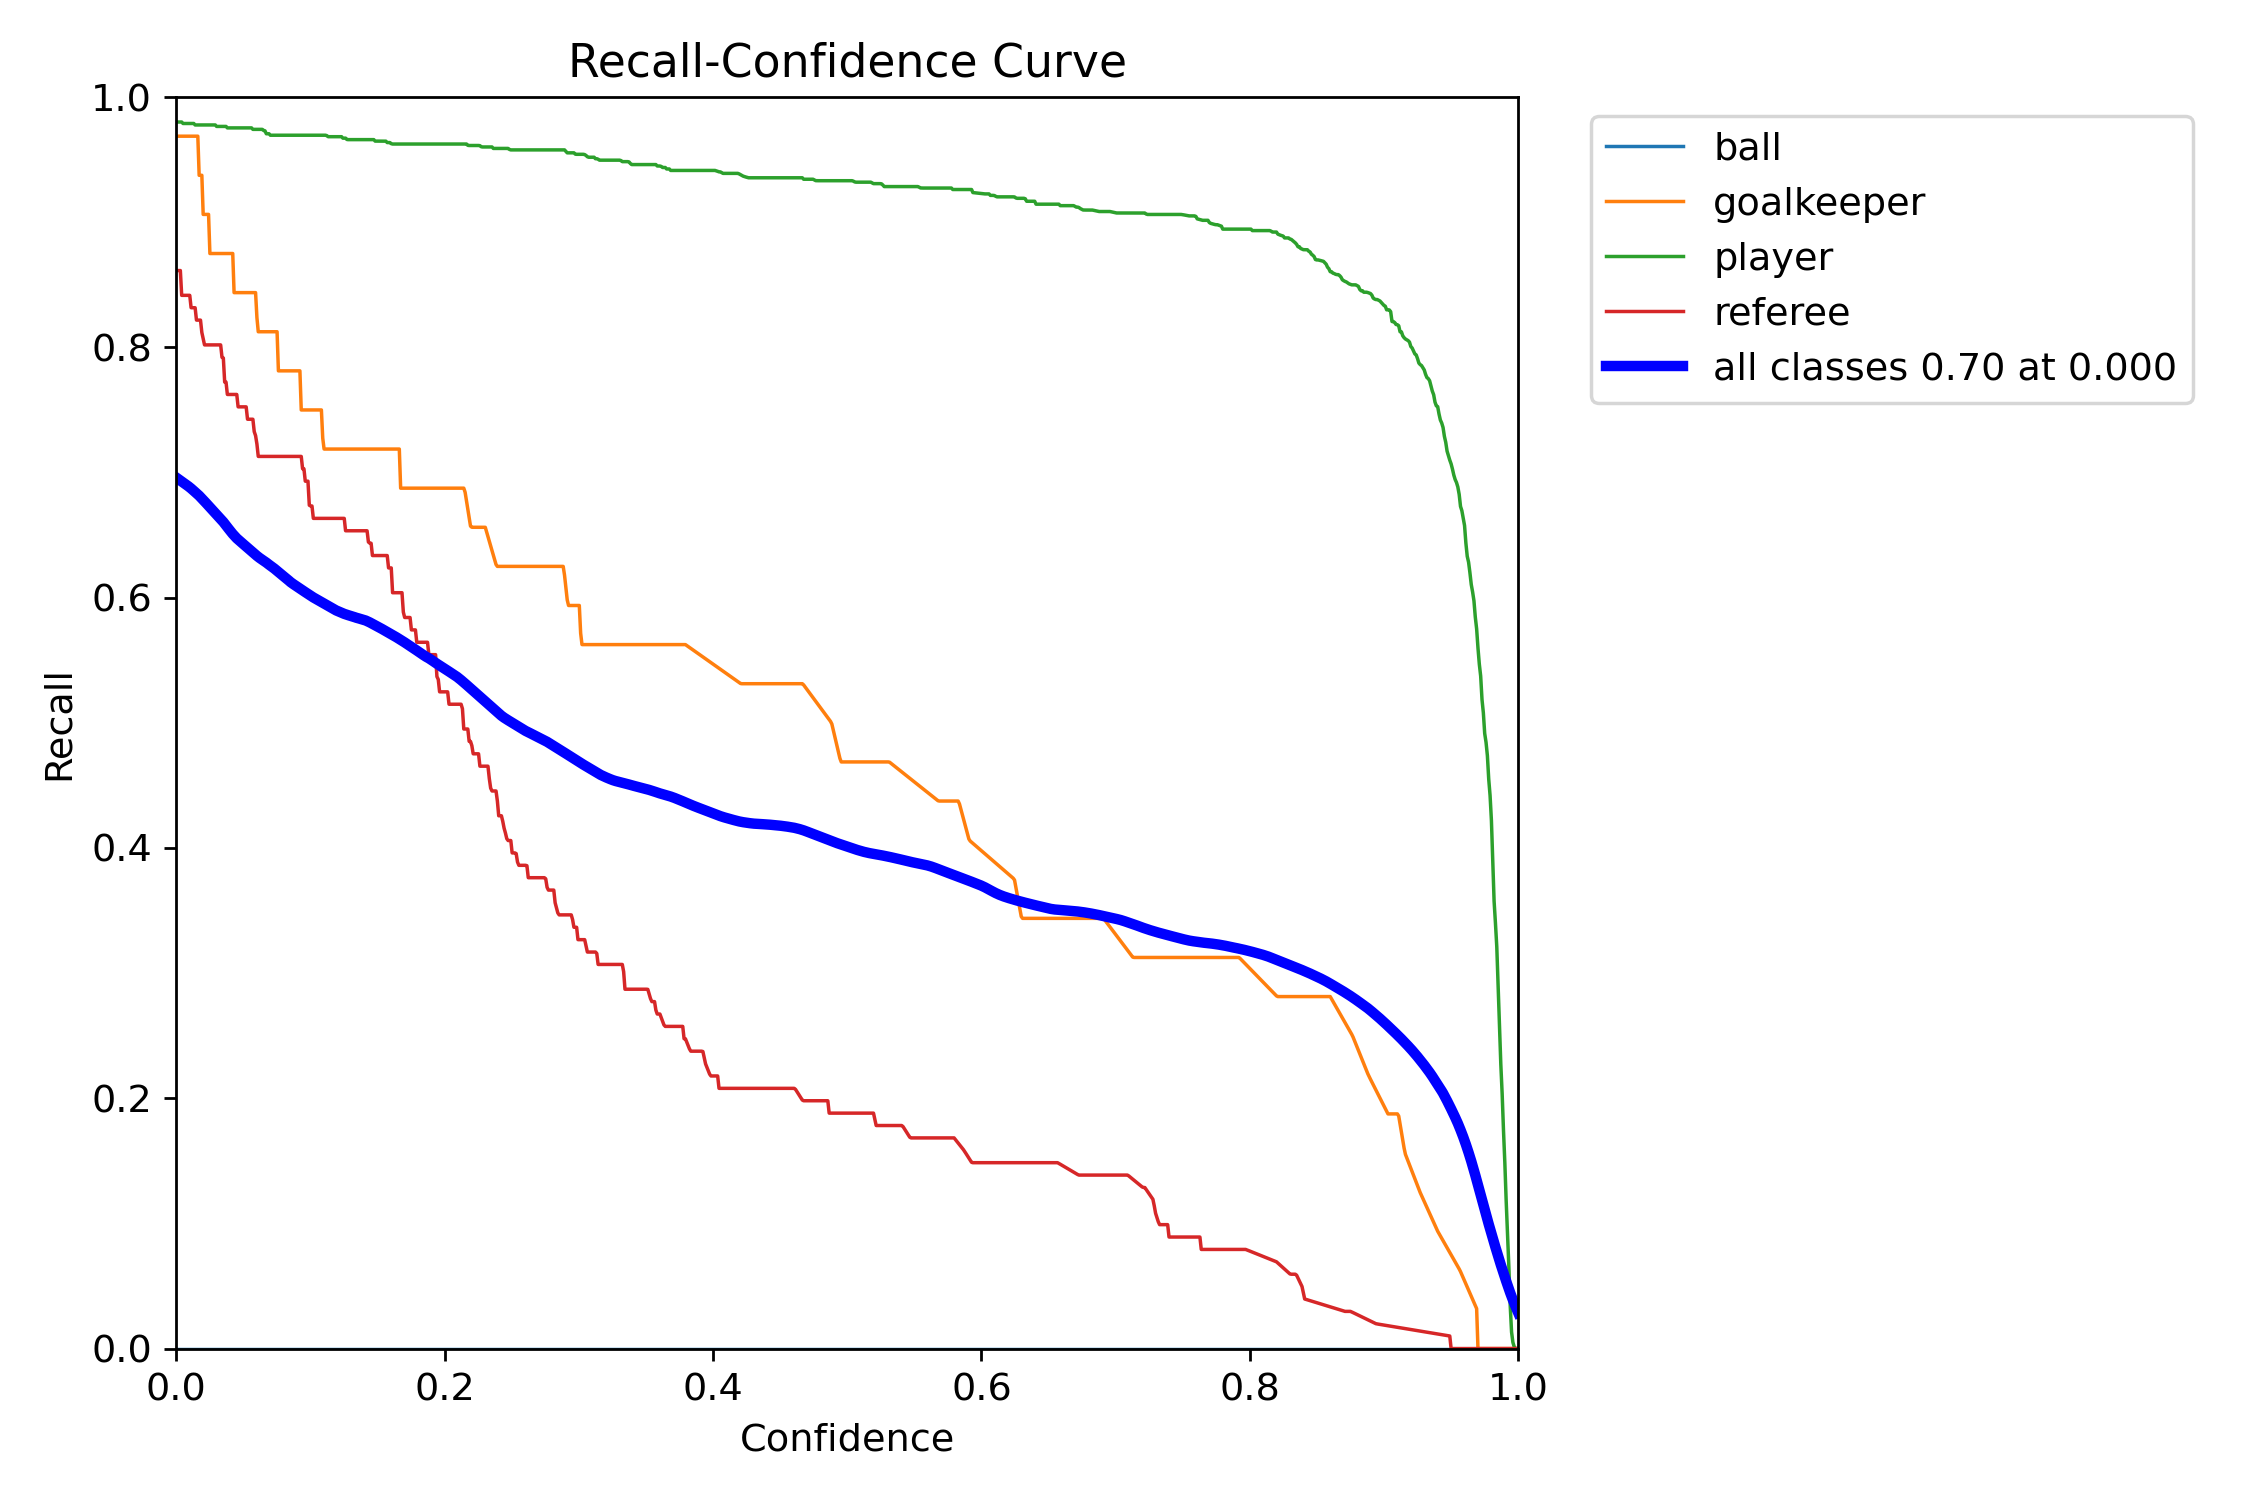 Recall-Confidence Curve
1.0
0.8
0.6
0.4
0.2
0.0
Recall
0.0 0.2 0.4 0.6 0.8 1.0
Confidence
ball
goalkeeper
player
referee
all classes 0.70 at 0.000